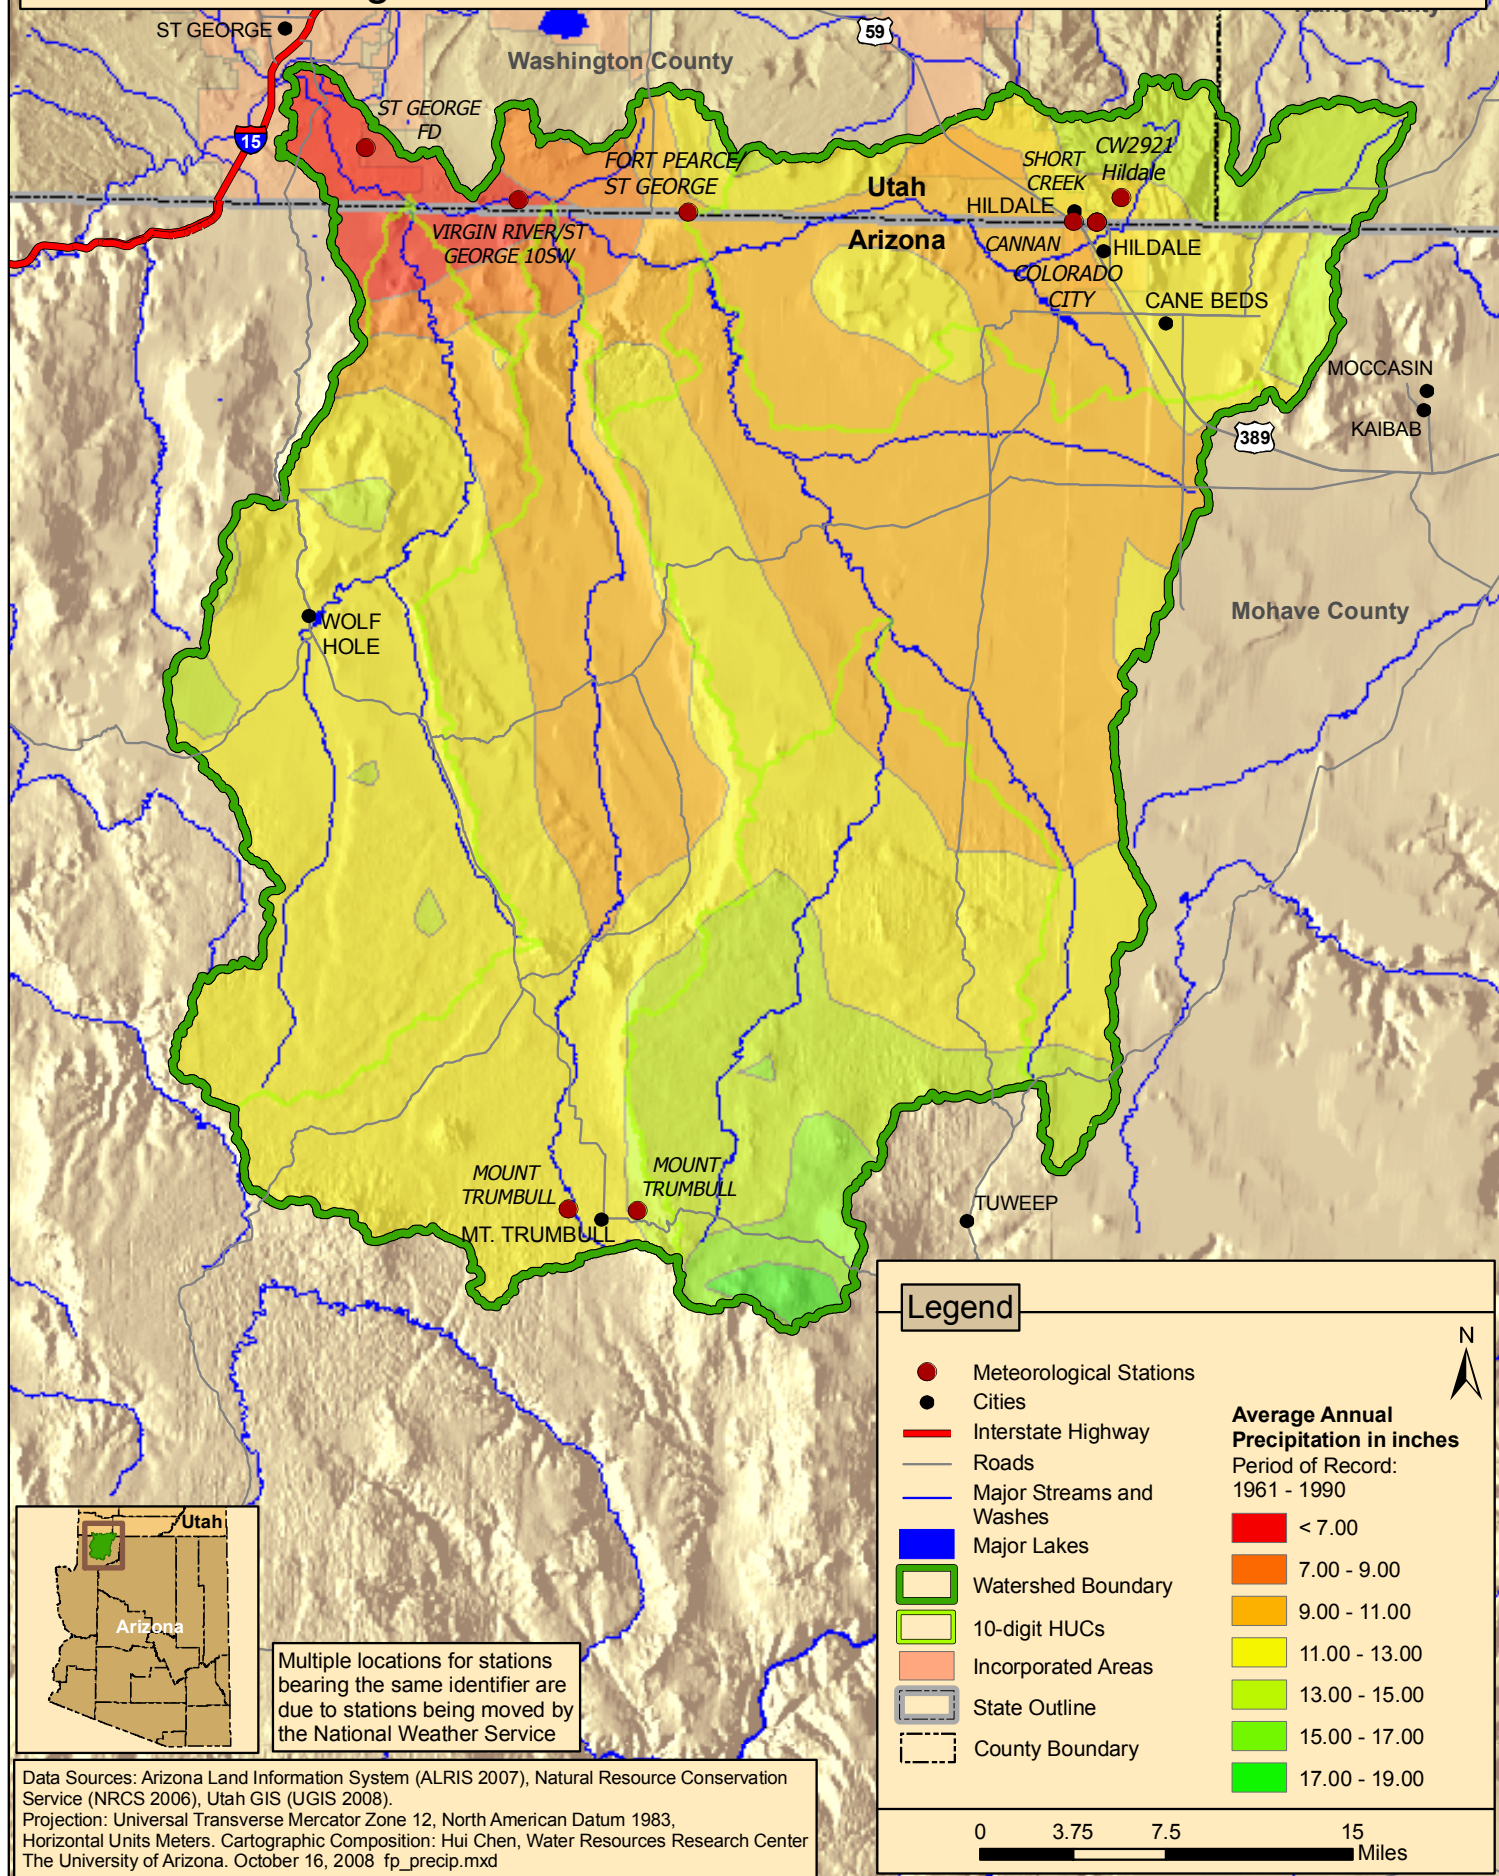 ST GEORGE
59
Washington County
ST GEORGE
FD
15
FORT PEARCE/
ST GEORGE
Utah
SHORT
CREEK
CW2921
Hildale
HILDALE
VIRGIN RIVER/ST
GEORGE 10SW
Arizona
CANNAN
HILDALE
COLORADO
CITY
CANE BEDS
MOCCASIN
KAIBAB
389
WOLF
HOLE
Mohave County
MOUNT
TRUMBULL
MOUNT
TRUMBULL
MT. TRUMBULL
TUWEEP
Legend
N
Meteorological Stations
Cities
Interstate Highway
Roads
Major Streams and
Washes
Major Lakes
Watershed Boundary
10-digit HUCs
Incorporated Areas
State Outline
County Boundary
Average Annual
Precipitation in inches
Period of Record:
1961 - 1990
< 7.00
7.00 - 9.00
9.00 - 11.00
11.00 - 13.00
13.00 - 15.00
15.00 - 17.00
17.00 - 19.00
0 3.75 7.5 15
Miles
Utah
Arizona
Multiple locations for stations
bearing the same identifier are
due to stations being moved by
the National Weather Service
Data Sources: Arizona Land Information System (ALRIS 2007), Natural Resource Conservation
Service (NRCS 2006), Utah GIS (UGIS 2008).
Projection: Universal Transverse Mercator Zone 12, North American Datum 1983,
Horizontal Units Meters. Cartographic Composition: Hui Chen, Water Resources Research Center
The University of Arizona. October 16, 2008 fp_precip.mxd